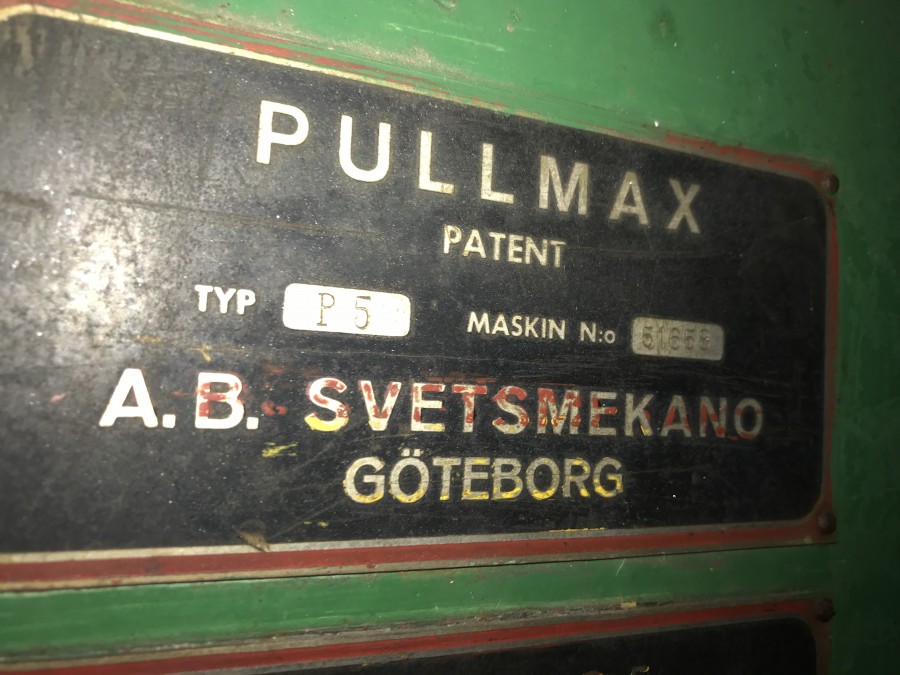 PULLMAX
PATENT
TYP P 5 MASKIN N:o
A.B. SVETSMEKANO
GÖTEBORG